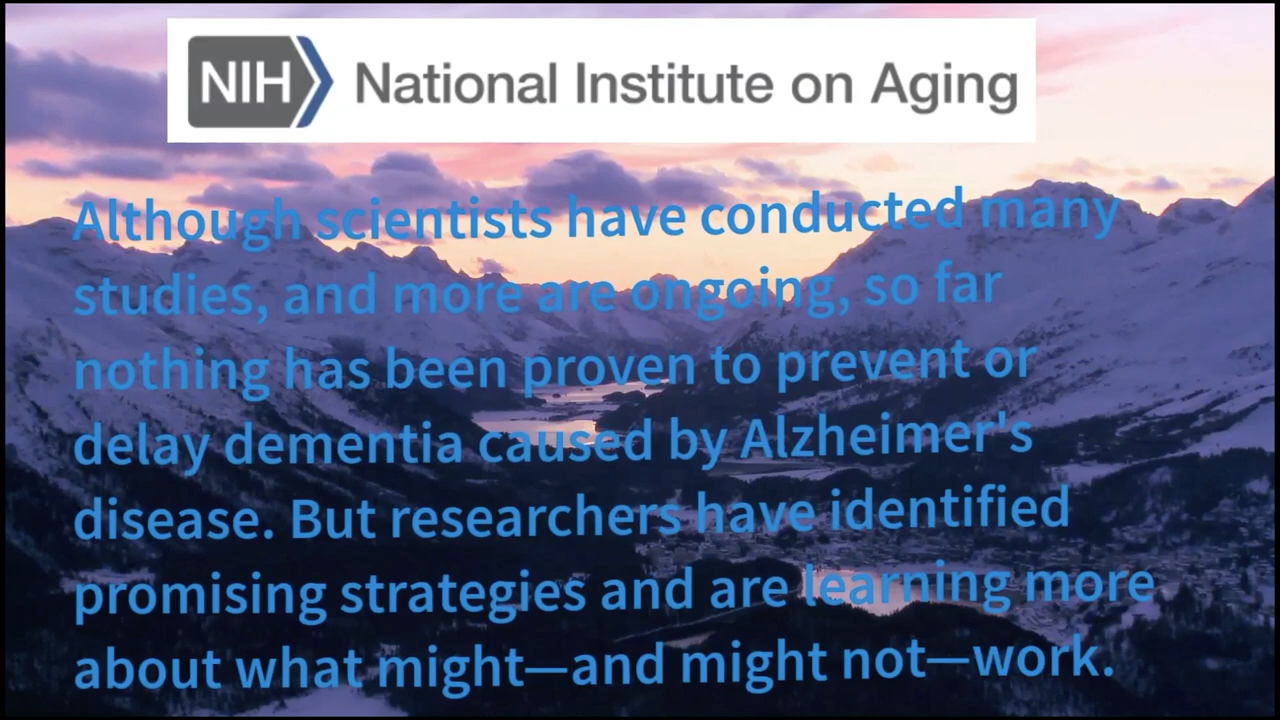 NIH National Institute on Aging
Although scientists have conducted many
studies, and more are ongoing, so far
nothing has been proven to prevent or
delay dementia caused by Alzheimer's
disease. But researchers have identified
promising strategies and are learning more
about what might—and might not—work.